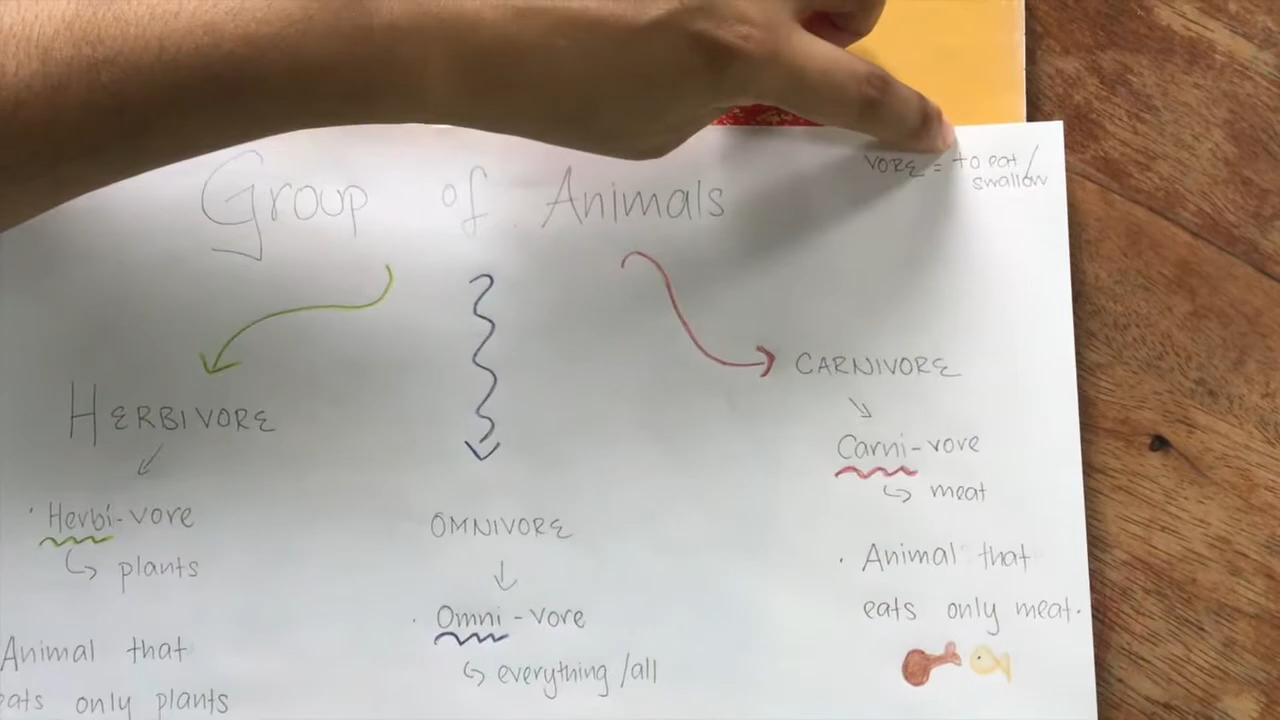 VORE = to eat/
swallow
Group of Animals
HERBIVORE
· Herbi-vore
↳ plants
Animal that
eats only plants
OMNIVORE
· Omni-vore
↳ everything/all
CARNIVORE
Carni-vore
↳ meat
· Animal that
eats only meat.